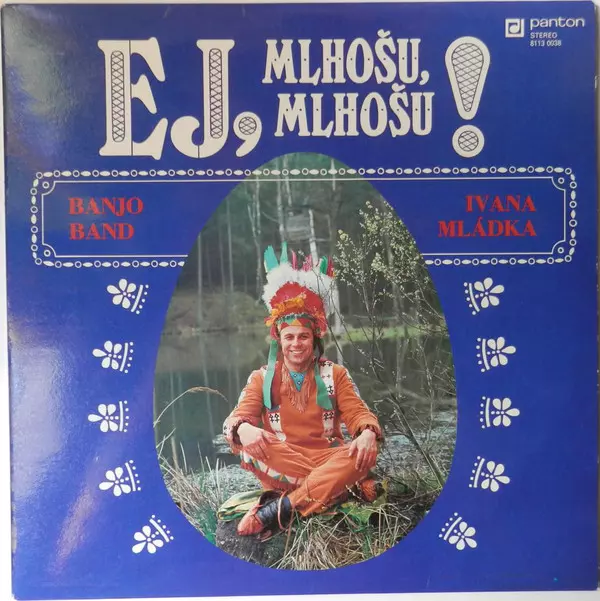 panton
STEREO
8113 0038
EJ, MLHOŠU,
MLHOŠU!
BANJO
BAND
IVANA
MLÁDKA